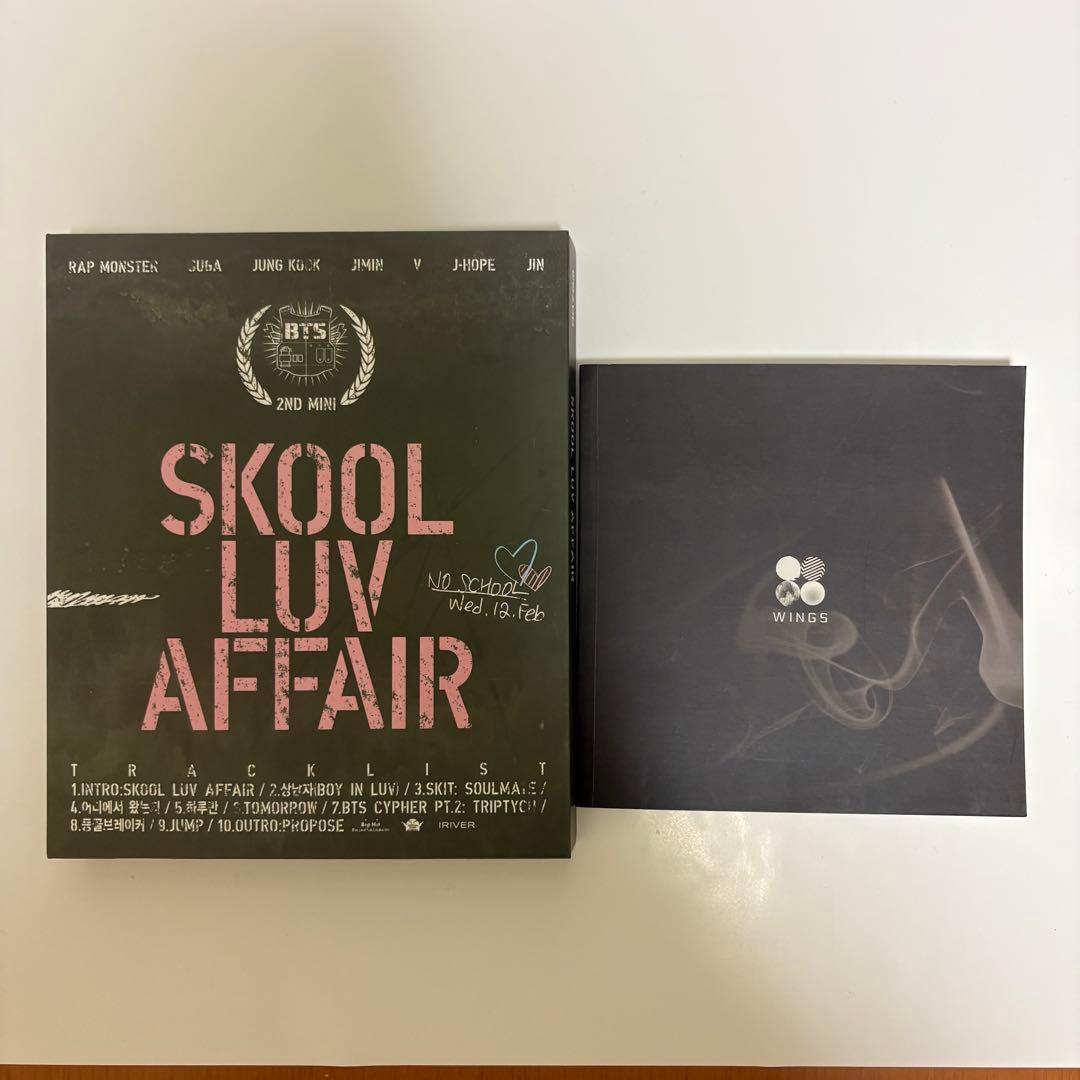 RAP MONSTER SUGA JUNG KOOK JIMIN V J-HOPE JIN
BTS
2ND MINI
SKOOL
LUV
AFFAIR
NO SCHOOL
Wed.12.Feb
TRACKLIST
1.INTRO:SKOOL LUV AFFAIR / 2.상남자(BOY IN LUV) / 3.SKIT: SOULMATE /
4.어디에서 왔는지 / 5.하루만 / 6.TOMORROW / 7.BTS CYPHER PT.2: TRIPTYCH /
8.등골브레이커 / 9.JUMP / 10.OUTRO:PROPOSE Big Hit Entertainment IRIVER
SKOOL LUV AFFAIR
WINGS